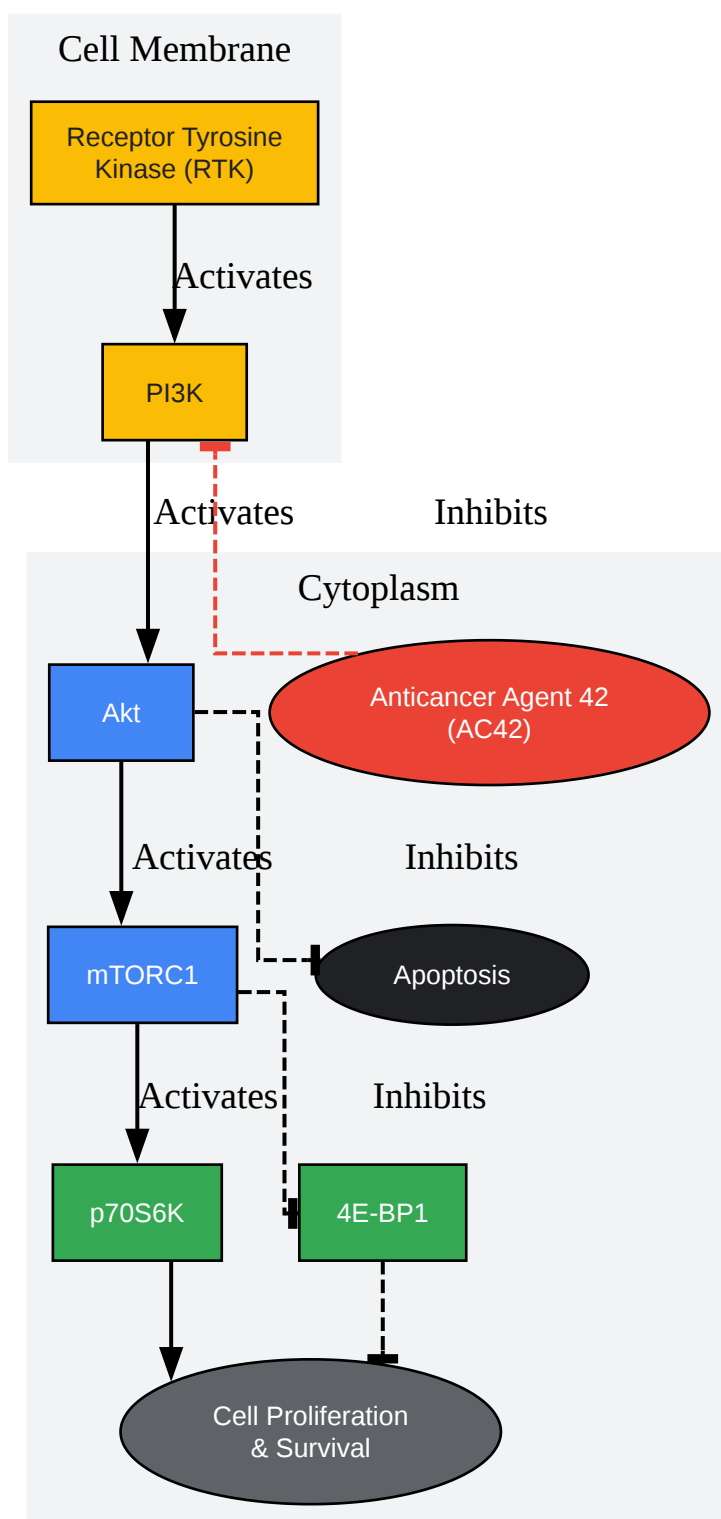 Cell Membrane
Receptor Tyrosine
Kinase (RTK)
Activates
PI3K
Activates
Inhibits
Cytoplasm
Akt
Anticancer Agent 42
(AC42)
Activates
Inhibits
mTORC1
Apoptosis
Activates
Inhibits
p70S6K
4E-BP1
Cell Proliferation
& Survival